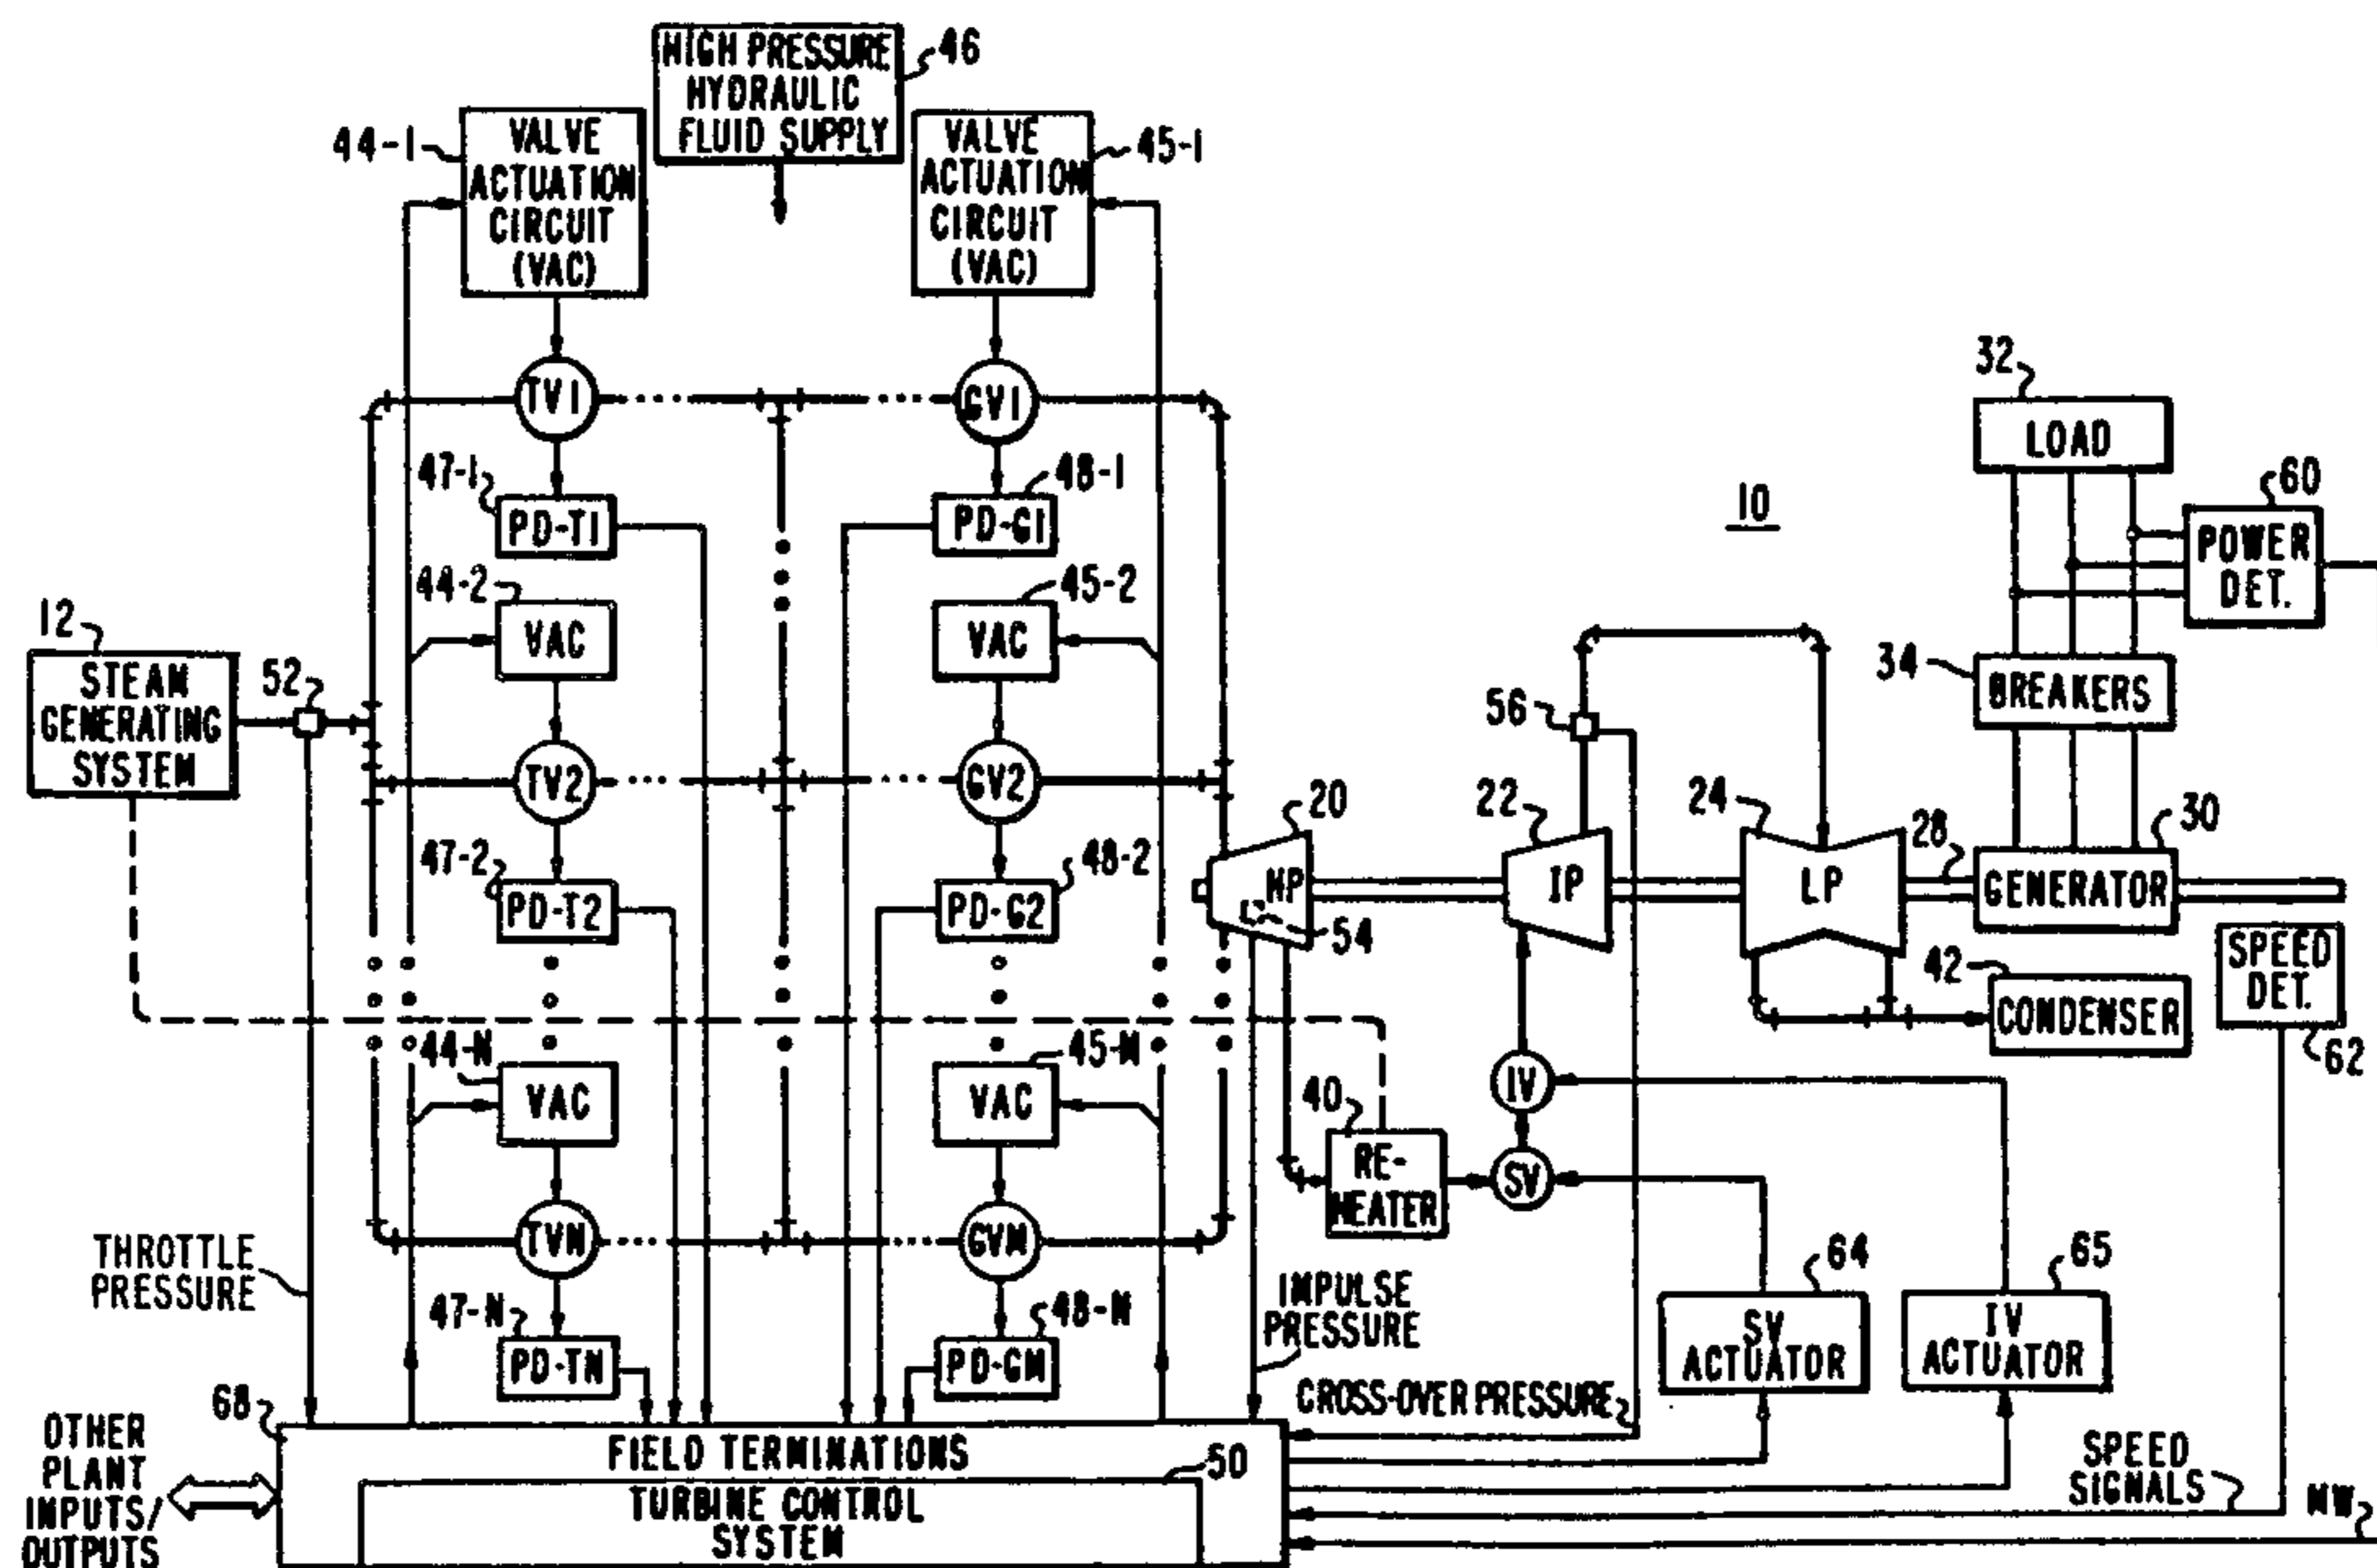 HIGH PRESSURE
HYDRAULIC
FLUID SUPPLY
46
44-1
VALVE
ACTUATION
CIRCUIT
(VAC)
VALVE
ACTUATION
CIRCUIT
(VAC)
45-1
TV1
GV1
32
LOAD
47-1
PD-T1
48-1
PD-G1
10
60
POWER
DET.
44-2
VAC
45-2
VAC
12
STEAM
GENERATING
SYSTEM
52
34
BREAKERS
56
TV2
GV2
20
22
24
28
30
47-2
PD-T2
48-2
PD-G2
HP
54
IP
LP
GENERATOR
42
CONDENSER
SPEED
DET.
62
44-N
VAC
45-M
VAC
IV
40
RE-
HEATER
SV
TVN
GVM
THROTTLE
PRESSURE
IMPULSE
PRESSURE
64
SV
ACTUATOR
65
IV
ACTUATOR
47-N
PD-TN
48-M
PD-GM
CROSS-OVER PRESSURE
68
OTHER
PLANT
INPUTS/
OUTPUTS
FIELD TERMINATIONS
50
TURBINE CONTROL
SYSTEM
SPEED
SIGNALS
MW